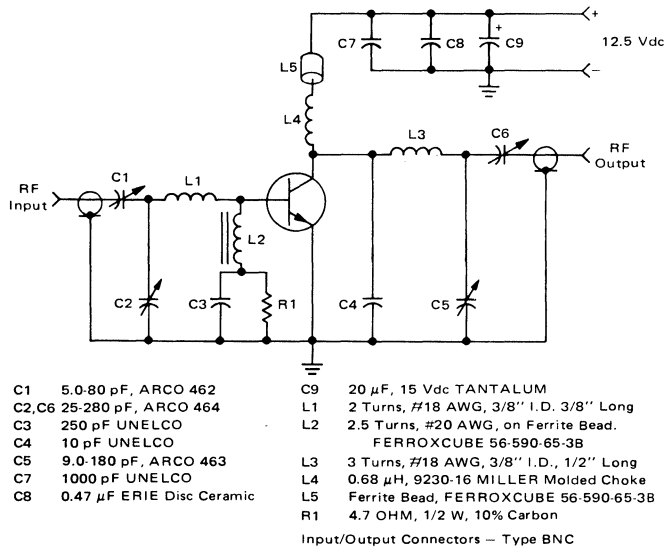 +
C7
C8
+
C9
12.5 Vdc
−
L5
L4
L3
C6
RF
Output
C1
L1
RF
Input
L2
C2
C3
R1
C4
C5
C1 5.0-80 pF, ARCO 462
C2,C6 25-280 pF, ARCO 464
C3 250 pF UNELCO
C4 10 pF UNELCO
C5 9.0-180 pF, ARCO 463
C7 1000 pF UNELCO
C8 0.47 μF ERIE Disc Ceramic
C9 20 μF, 15 Vdc TANTALUM
L1 2 Turns, #18 AWG, 3/8'' I.D. 3/8'' Long
L2 2.5 Turns, #20 AWG, on Ferrite Bead.
FERROXCUBE 56-590-65-3B
L3 3 Turns, #18 AWG, 3/8'' I.D., 1/2'' Long
L4 0.68 μH, 9230-16 MILLER Molded Choke
L5 Ferrite Bead, FERROXCUBE 56-590-65-3B
R1 4.7 OHM, 1/2 W, 10% Carbon
Input/Output Connectors — Type BNC